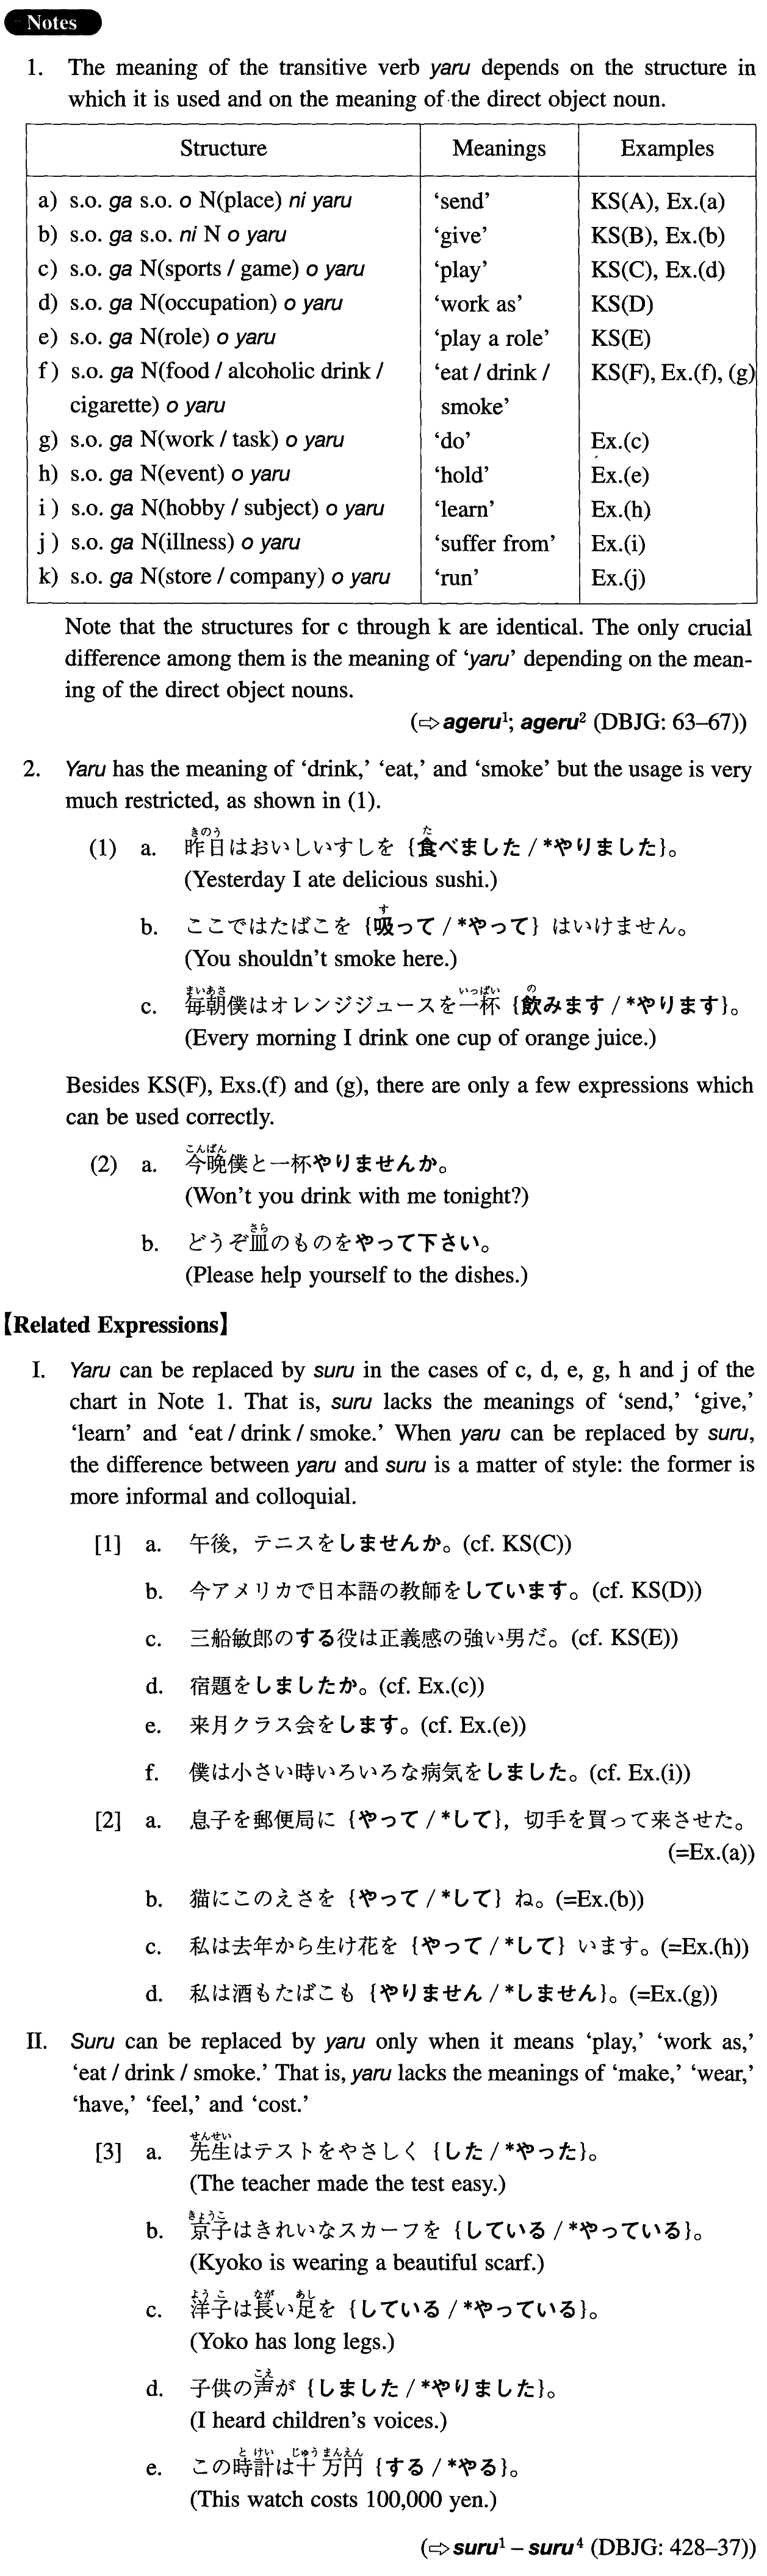 Notes
1. The meaning of the transitive verb yaru depends on the structure in
which it is used and on the meaning of the direct object noun.
Structure Meanings Examples
a) s.o. ga s.o. o N(place) ni yaru ‘send’ KS(A), Ex.(a)
b) s.o. ga s.o. ni N o yaru ‘give’ KS(B), Ex.(b)
c) s.o. ga N(sports / game) o yaru ‘play’ KS(C), Ex.(d)
d) s.o. ga N(occupation) o yaru ‘work as’ KS(D)
e) s.o. ga N(role) o yaru ‘play a role’ KS(E)
f) s.o. ga N(food / alcoholic drink / ‘eat / drink / KS(F), Ex.(f), (g)
cigarette) o yaru smoke’
g) s.o. ga N(work / task) o yaru ‘do’ Ex.(c)
h) s.o. ga N(event) o yaru ‘hold’ Ex.(e)
i) s.o. ga N(hobby / subject) o yaru ‘learn’ Ex.(h)
j) s.o. ga N(illness) o yaru ‘suffer from’ Ex.(i)
k) s.o. ga N(store / company) o yaru ‘run’ Ex.(j)
Note that the structures for c through k are identical. The only crucial
difference among them is the meaning of ‘yaru’ depending on the mean-
ing of the direct object nouns.
(⇨ageru¹; ageru² (DBJG: 63–67))
2. Yaru has the meaning of ‘drink,’ ‘eat,’ and ‘smoke’ but the usage is very
much restricted, as shown in (1).
きのう た
(1) a. 昨日はおいしいすしを {食べました / *やりました}。
(Yesterday I ate delicious sushi.)
す
b. ここではたばこを {吸って / *やって} はいけません。
(You shouldn’t smoke here.)
まいあさ いっぱい の
c. 毎朝僕はオレンジジュースを一杯 {飲みます / *やります}。
(Every morning I drink one cup of orange juice.)
Besides KS(F), Exs.(f) and (g), there are only a few expressions which
can be used correctly.
こんばん
(2) a. 今晩僕と一杯やりませんか。
(Won’t you drink with me tonight?)
さら
b. どうぞ皿のものをやって下さい。
(Please help yourself to the dishes.)
【Related Expressions】
I. Yaru can be replaced by suru in the cases of c, d, e, g, h and j of the
chart in Note 1. That is, suru lacks the meanings of ‘send,’ ‘give,’
‘learn’ and ‘eat / drink / smoke.’ When yaru can be replaced by suru,
the difference between yaru and suru is a matter of style: the former is
more informal and colloquial.
[1] a. 午後，テニスをしませんか。(cf. KS(C))
b. 今アメリカで日本語の教師をしています。(cf. KS(D))
c. 三船敏郎のする役は正義感の強い男だ。(cf. KS(E))
d. 宿題をしましたか。(cf. Ex.(c))
e. 来月クラス会をします。(cf. Ex.(e))
f. 僕は小さい時いろいろな病気をしました。(cf. Ex.(i))
[2] a. 息子を郵便局に {やって / *して}，切手を買って来させた。
(=Ex.(a))
b. 猫にこのえさを {やって / *して} ね。(=Ex.(b))
c. 私は去年から生け花を {やって / *して} います。(=Ex.(h))
d. 私は酒もたばこも {やりません / *しません}。(=Ex.(g))
II. Suru can be replaced by yaru only when it means ‘play,’ ‘work as,’
‘eat / drink / smoke.’ That is, yaru lacks the meanings of ‘make,’ ‘wear,’
‘have,’ ‘feel,’ and ‘cost.’
せんせい
[3] a. 先生はテストをやさしく {した / *やった}。
(The teacher made the test easy.)
きょうこ
b. 京子はきれいなスカーフを {している / *やっている}。
(Kyoko is wearing a beautiful scarf.)
ようこ なが あし
c. 洋子は長い足を {している / *やっている}。
(Yoko has long legs.)
こえ
d. 子供の声が {しました / *やりました}。
(I heard children’s voices.)
とけい じゅうまんえん
e. この時計は十万円 {する / *やる}。
(This watch costs 100,000 yen.)
(⇨suru¹ – suru⁴ (DBJG: 428–37))